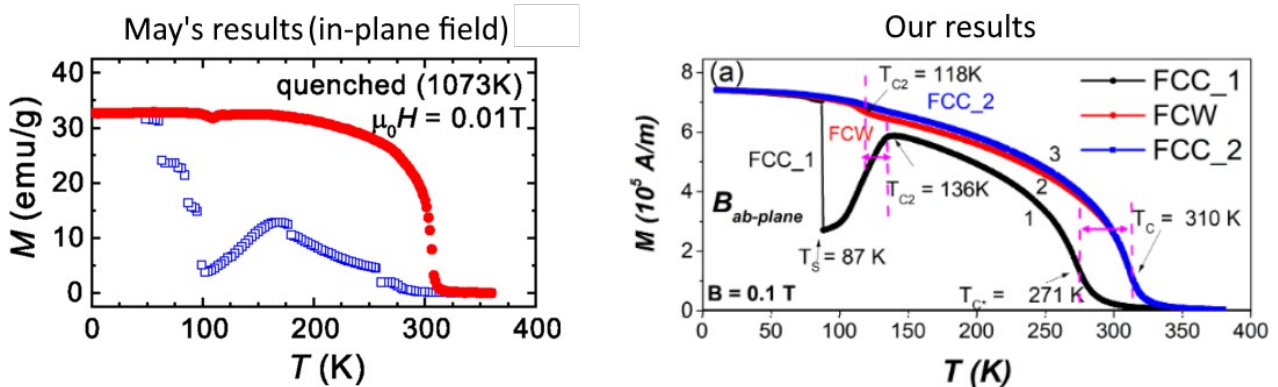 May's results (in-plane field)
Our results
40
30
20
10
0
M (emu/g)
quenched (1073K)
μ₀H = 0.01T
0 100 200 300 400
T (K)
(a)
8
6
4
2
0
M (10⁵ A/m)
T_C2 = 118K
FCC_2
FCW
FCC_1
FCC_1
FCW
FCC_2
T_C2 = 136K
B_ab-plane
3
2
1
T_C = 310 K
T_S = 87 K
T_C* = 271 K
B = 0.1 T
0 50 100 150 200 250 300 350 400
T (K)